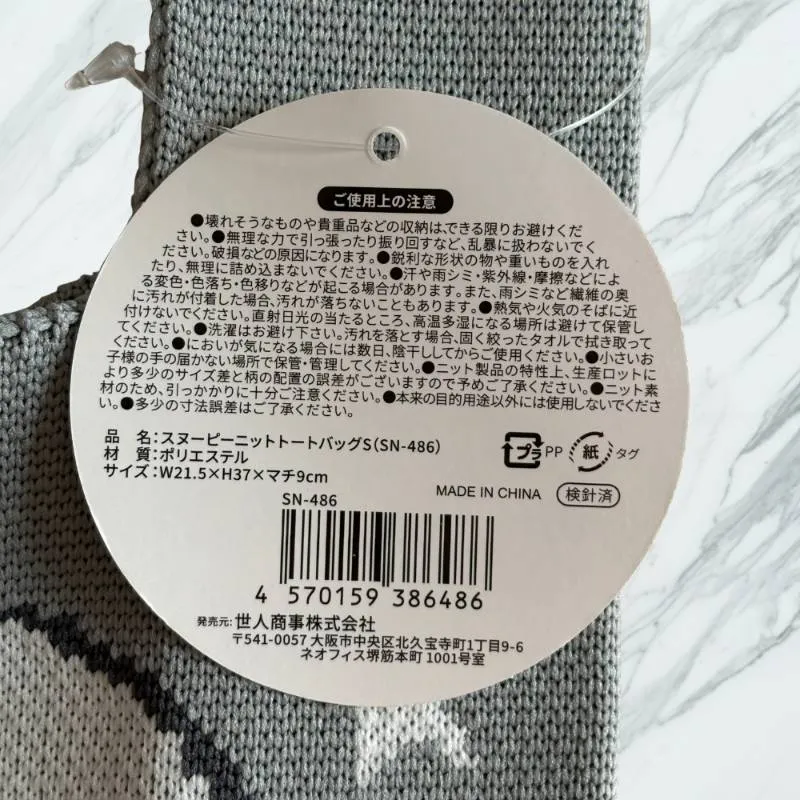 ご使用上の注意
●壊れそうなものや貴重品などの収納はできる限りお避けくだ
さい。●無理な力で引っ張ったり振り回すなど、乱暴に扱わないでく
ださい。破損などの原因になります。●鋭利な形状の物や重いものを入れ
たり、無理に詰め込まないでください。●汗や雨シミ・紫外線・摩擦などによ
る変色・色落ち・色移りなどが起こる場合があります。また、雨シミなど繊維の奥
に汚れが付着した場合、汚れが落ちないこともあります。●熱気や火気のそばに近
付けないでください。直射日光の当たるところ、高温多湿になる場所は避けて保管し
てください。●洗濯はお避け下さい。汚れを落とす場合、固く絞ったタオルで拭き取って
ください。●においが気になる場合には数日、陰干ししてからご使用ください。●小さいお
子様の手の届かない場所で保管・管理してください。●ニット製品の特性上、生産ロットに
より多少のサイズ差と柄の配置の誤差がございますので予めご了承ください。●ニット素
材のため、引っかかりに十分ご注意ください。●本来の目的用途以外には使用しないでくださ
い。●多少の寸法誤差はご了承ください。
品 名:スヌーピーニットトートバッグS(SN-486)
材 質:ポリエステル
サイズ:W21.5×H37×マチ9cm
プラ PP 紙 タグ
SN-486
MADE IN CHINA 検針済
4 570159 386486
発売元: 世人商事株式会社
〒541-0057 大阪市中央区北久宝寺町1丁目9-6
ネオフィス堺筋本町 1001号室